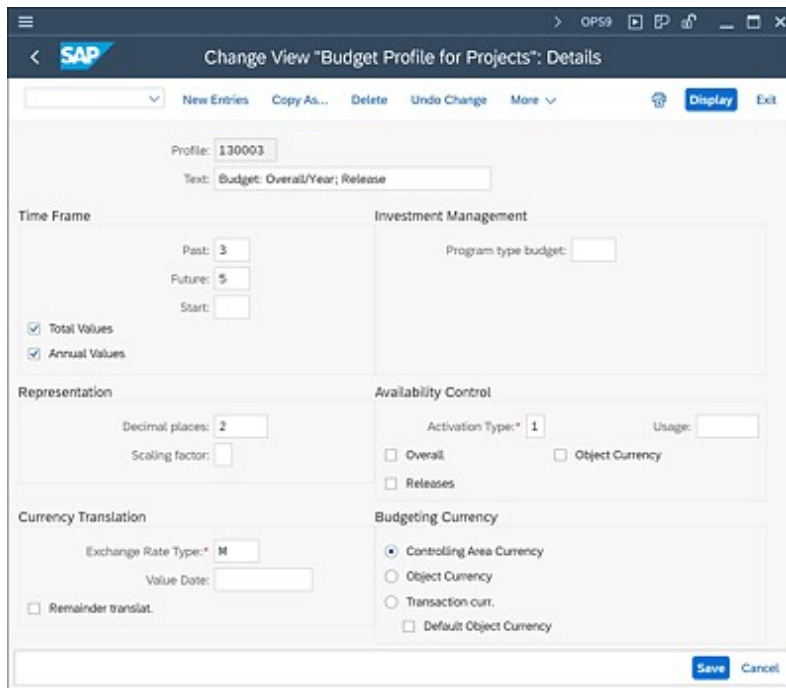 OPS9
SAP
Change View "Budget Profile for Projects": Details
New Entries Copy As... Delete Undo Change More Display Exit
Profile: 130003
Text: Budget: Overall/Year; Release
Time Frame Investment Management
Past: 3 Program type budget:
Future: 5
Start:
Total Values
Annual Values
Representation Availability Control
Decimal places: 2 Activation Type:* 1 Usage:
Scaling factor: Overall Object Currency
Releases
Currency Translation Budgeting Currency
Exchange Rate Type:* M Controlling Area Currency
Value Date: Object Currency
Remainder translat. Transaction curr.
Default Object Currency
Save Cancel